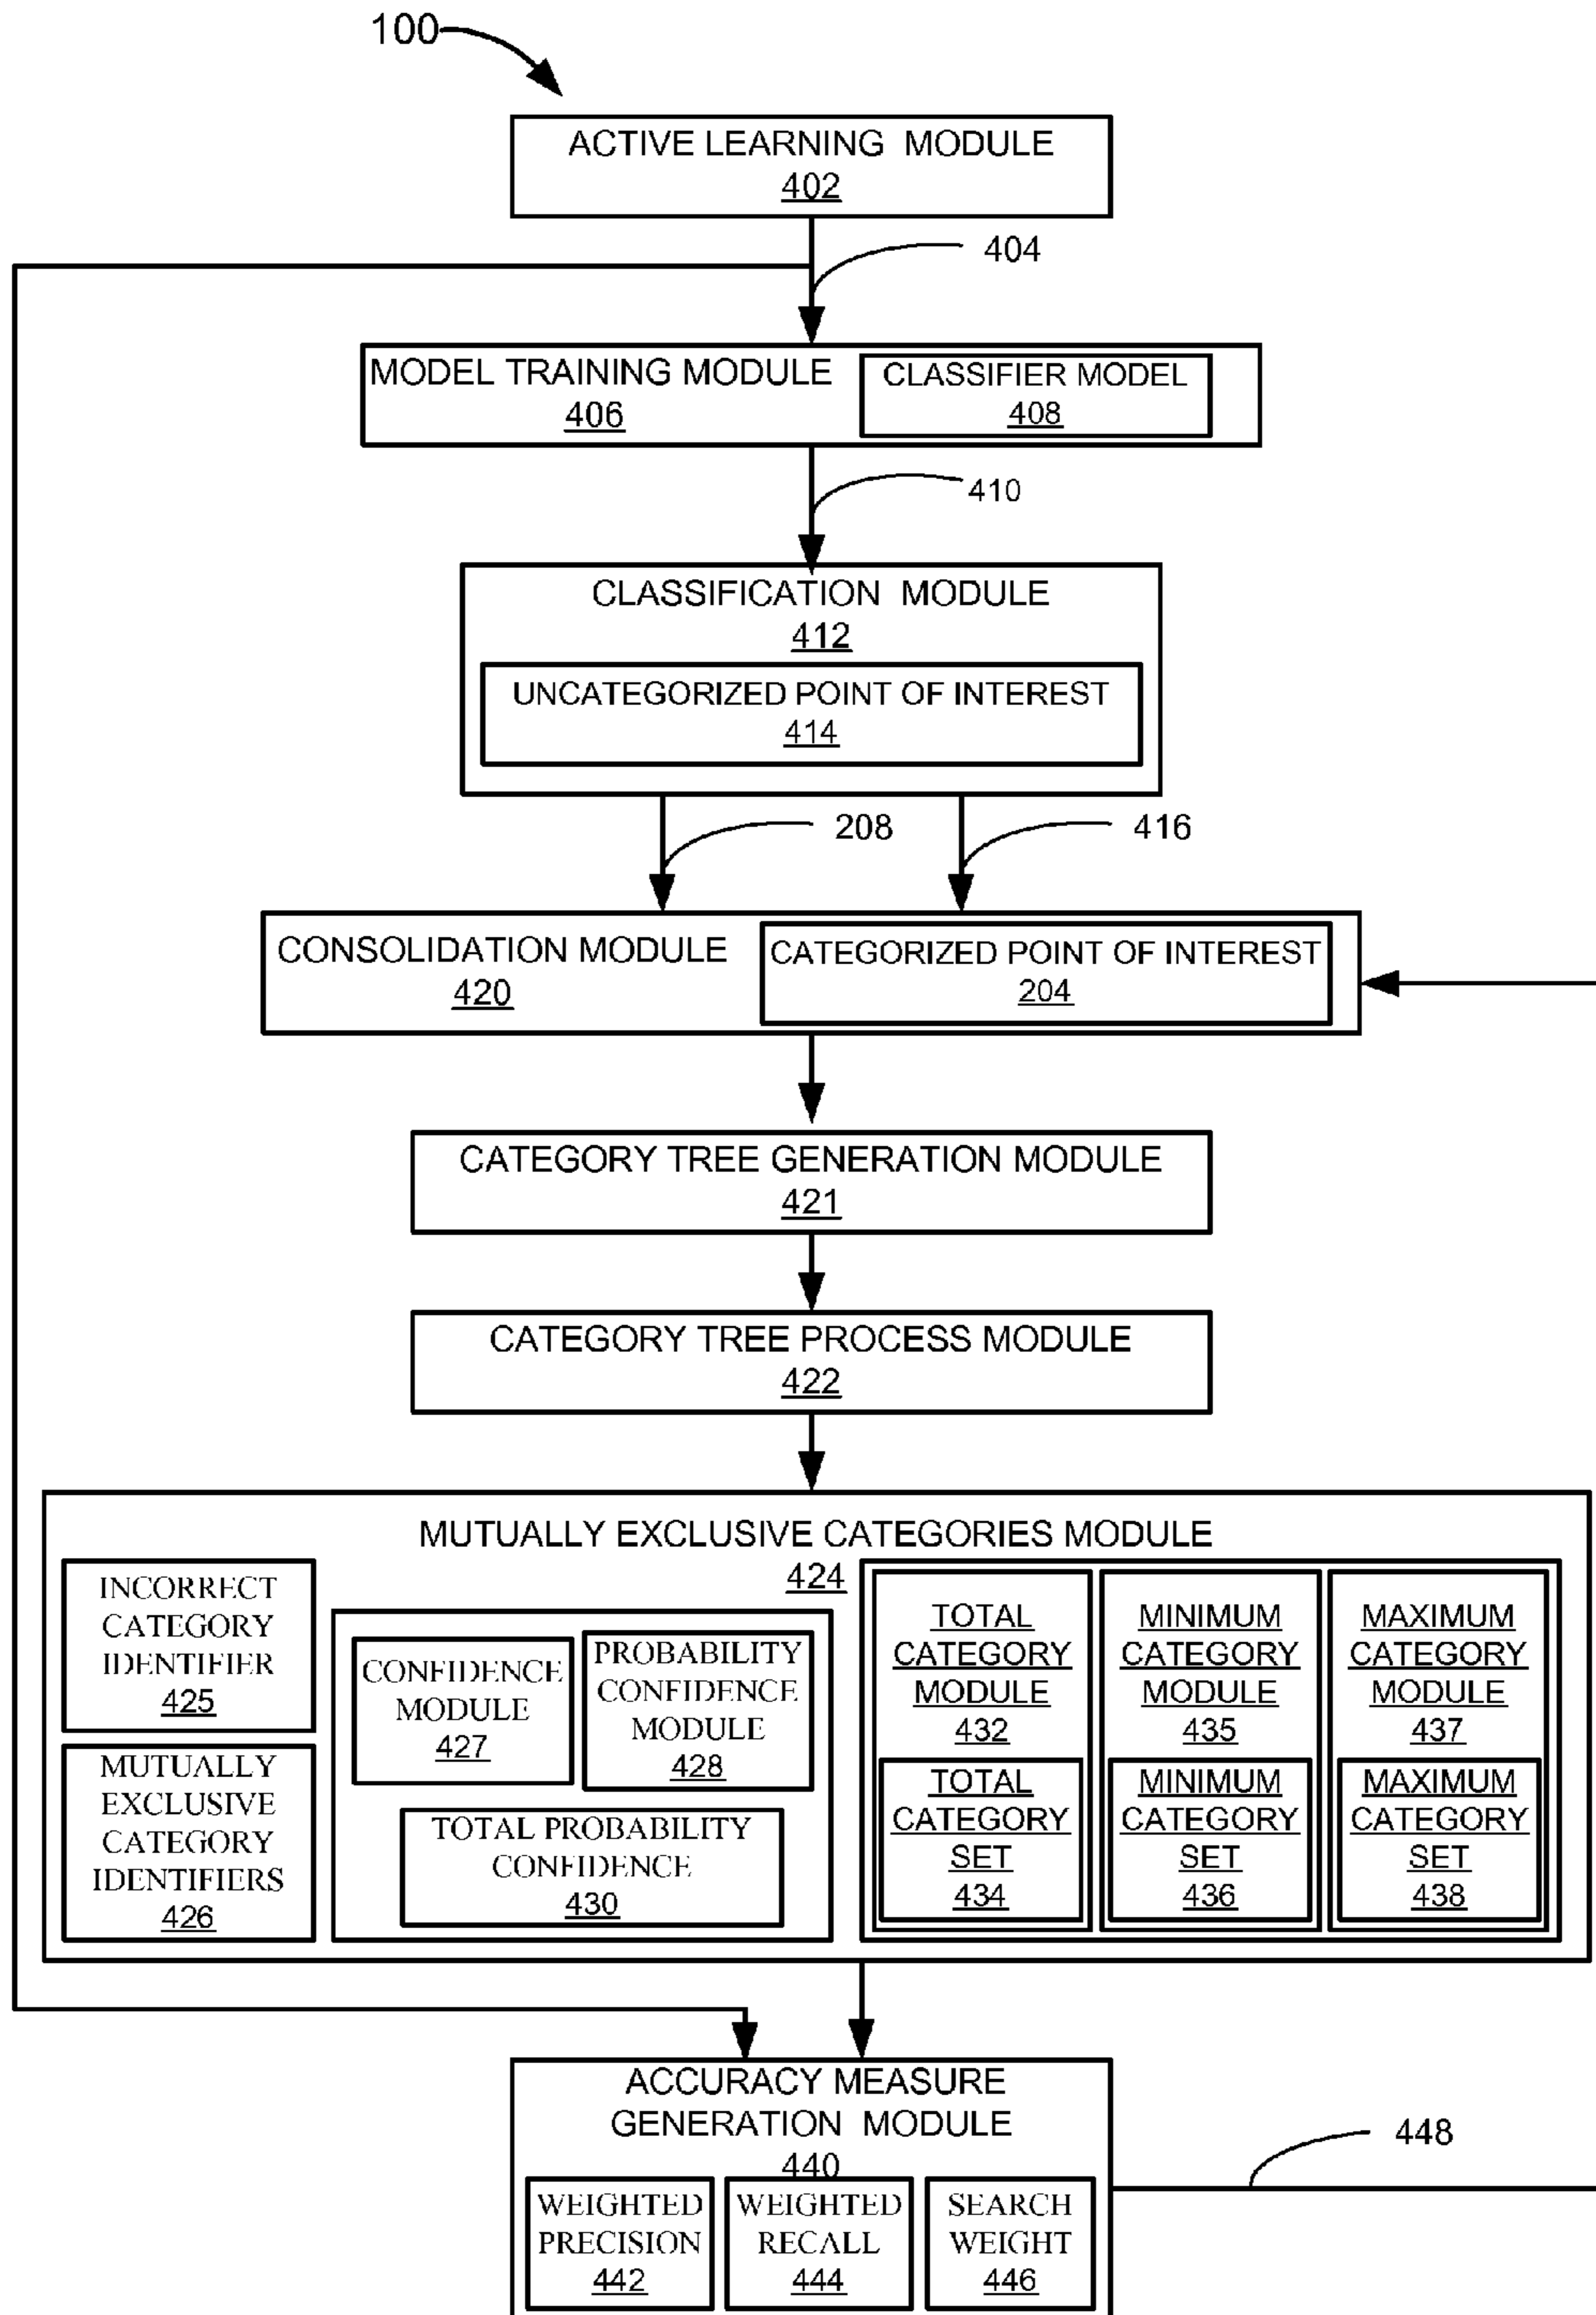 100
ACTIVE LEARNING MODULE
402
404
MODEL TRAINING MODULE
406
CLASSIFIER MODEL
408
410
CLASSIFICATION MODULE
412
UNCATEGORIZED POINT OF INTEREST
414
208
416
CONSOLIDATION MODULE
420
CATEGORIZED POINT OF INTEREST
204
CATEGORY TREE GENERATION MODULE
421
CATEGORY TREE PROCESS MODULE
422
MUTUALLY EXCLUSIVE CATEGORIES MODULE
424
INCORRECT
CATEGORY
IDENTIFIER
425
MUTUALLY
EXCLUSIVE
CATEGORY
IDENTIFIERS
426
CONFIDENCE
MODULE
427
PROBABILITY
CONFIDENCE
MODULE
428
TOTAL PROBABILITY
CONFIDENCE
430
TOTAL
CATEGORY
MODULE
432
TOTAL
CATEGORY
SET
434
MINIMUM
CATEGORY
MODULE
435
MINIMUM
CATEGORY
SET
436
MAXIMUM
CATEGORY
MODULE
437
MAXIMUM
CATEGORY
SET
438
ACCURACY MEASURE
GENERATION MODULE
440
WEIGHTED
PRECISION
442
WEIGHTED
RECALL
444
SEARCH
WEIGHT
446
448